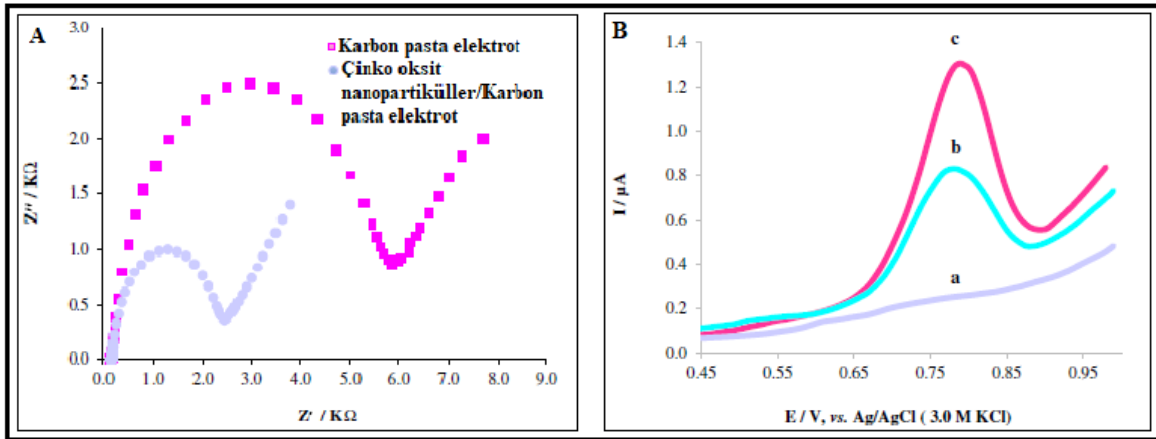 A
Karbon pasta elektrot
Çinko oksit
nanopartiküller/Karbon
pasta elektrot
Z'' / KΩ
3.0
2.5
2.0
1.5
1.0
0.5
0.0
0.0 1.0 2.0 3.0 4.0 5.0 6.0 7.0 8.0 9.0
Z' / KΩ
B
c
b
a
I / µA
1.4
1.2
1.0
0.8
0.6
0.4
0.2
0.0
0.45 0.55 0.65 0.75 0.85 0.95
E / V, vs. Ag/AgCl ( 3.0 M KCl)